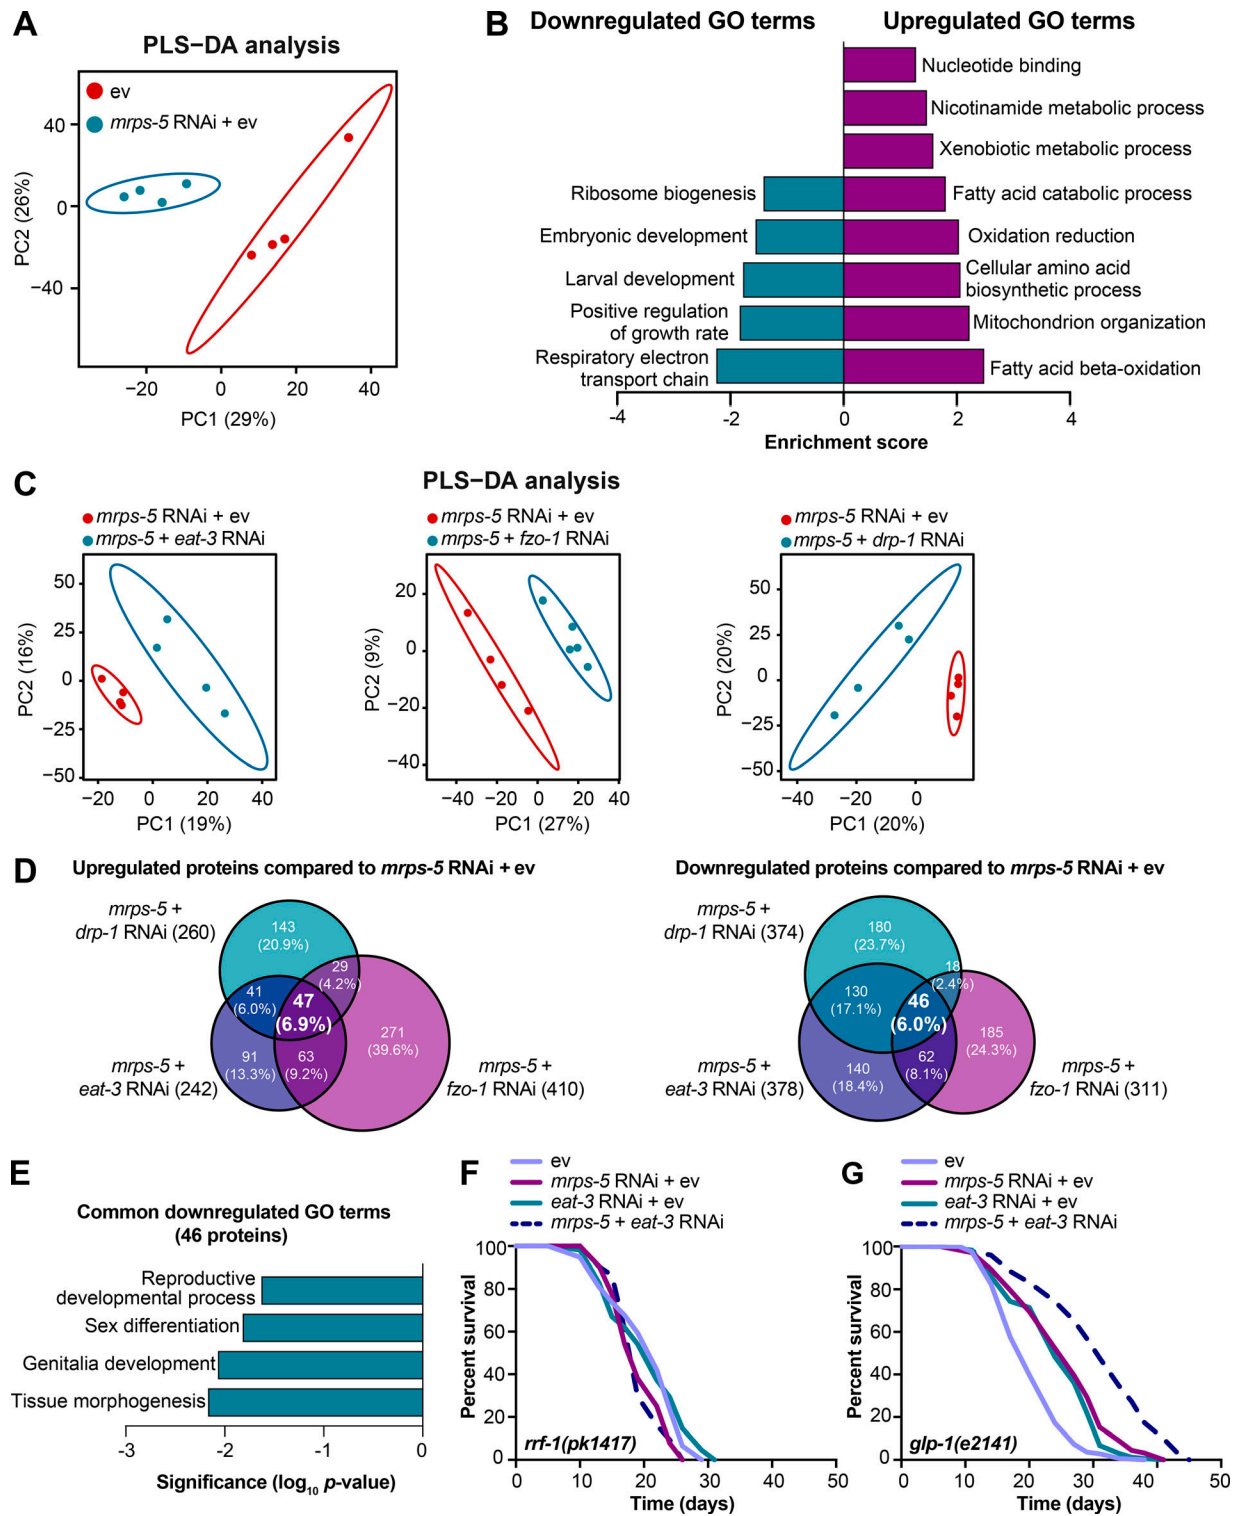 A
PLS−DA analysis
ev
mrps-5 RNAi + ev
40
0
−40
PC2 (26%)
−20
0
20
40
PC1 (29%)
B
Downregulated GO terms
Upregulated GO terms
Nucleotide binding
Nicotinamide metabolic process
Xenobiotic metabolic process
Ribosome biogenesis
Fatty acid catabolic process
Embryonic development
Oxidation reduction
Larval development
Cellular amino acid
biosynthetic process
Positive regulation
of growth rate
Mitochondrion organization
Respiratory electron
transport chain
Fatty acid beta-oxidation
-4
-2
0
2
4
Enrichment score
C
PLS−DA analysis
mrps-5 RNAi + ev
mrps-5 + eat-3 RNAi
50
25
0
−25
−50
PC2 (16%)
−20
0
20
40
PC1 (19%)
mrps-5 RNAi + ev
mrps-5 + fzo-1 RNAi
20
0
−20
−40
PC2 (9%)
−40
−20
0
20
40
PC1 (27%)
mrps-5 RNAi + ev
mrps-5 + drp-1 RNAi
50
25
0
−25
−50
PC2 (20%)
−40
−20
0
PC1 (20%)
D
Upregulated proteins compared to mrps-5 RNAi + ev
mrps-5 +
drp-1 RNAi (260)
143
(20.9%)
29
(4.2%)
41
(6.0%)
47
(6.9%)
271
(39.6%)
91
(13.3%)
63
(9.2%)
mrps-5 +
eat-3 RNAi (242)
mrps-5 +
fzo-1 RNAi (410)
Downregulated proteins compared to mrps-5 RNAi + ev
mrps-5 +
drp-1 RNAi (374)
180
(23.7%)
18
(2.4%)
130
(17.1%)
46
(6.0%)
185
(24.3%)
140
(18.4%)
62
(8.1%)
mrps-5 +
eat-3 RNAi (378)
mrps-5 +
fzo-1 RNAi (311)
E
Common downregulated GO terms
(46 proteins)
Reproductive
developmental process
Sex differentiation
Genitalia development
Tissue morphogenesis
-3
-2
-1
0
Significance (log10 p-value)
F
ev
mrps-5 RNAi + ev
eat-3 RNAi + ev
mrps-5 + eat-3 RNAi
100
80
60
40
20
0
Percent survival
rrf-1(pk1417)
0
10
20
30
40
50
Time (days)
G
ev
mrps-5 RNAi + ev
eat-3 RNAi + ev
mrps-5 + eat-3 RNAi
100
80
60
40
20
0
Percent survival
glp-1(e2141)
0
10
20
30
40
50
Time (days)